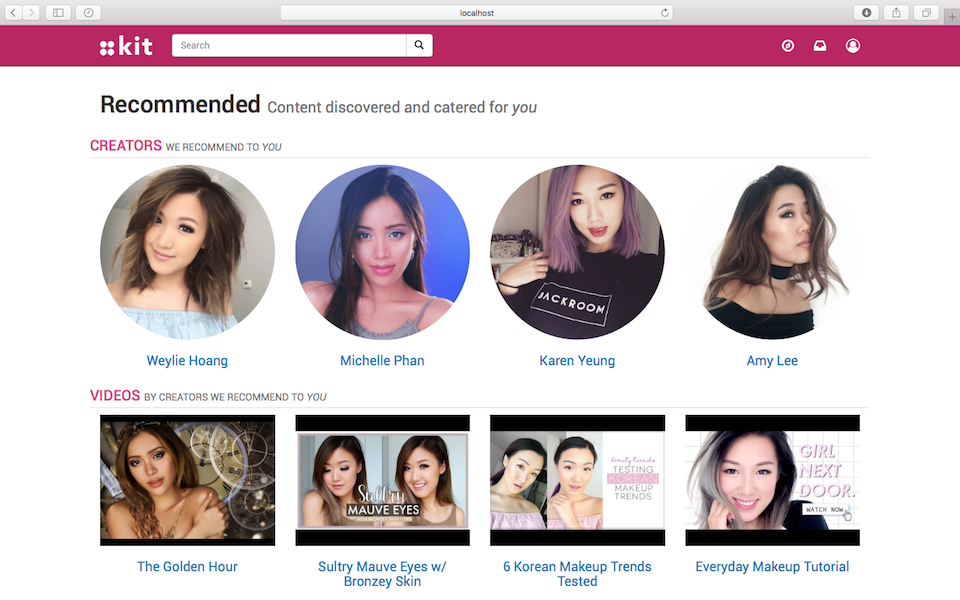 localhost
kit
Search
Recommended Content discovered and catered for you
CREATORS WE RECOMMEND TO YOU
JACKROOM
Weylie Hoang
Michelle Phan
Karen Yeung
Amy Lee
VIDEOS BY CREATORS WE RECOMMEND TO YOU
Sultry
MAUVE EYES
beauty trends
TESTING
KOREAN
MAKEUP
TRENDS
GIRL
NEXT
DOOR.
WATCH NOW
The Golden Hour
Sultry Mauve Eyes w/
Bronzey Skin
6 Korean Makeup Trends
Tested
Everyday Makeup Tutorial